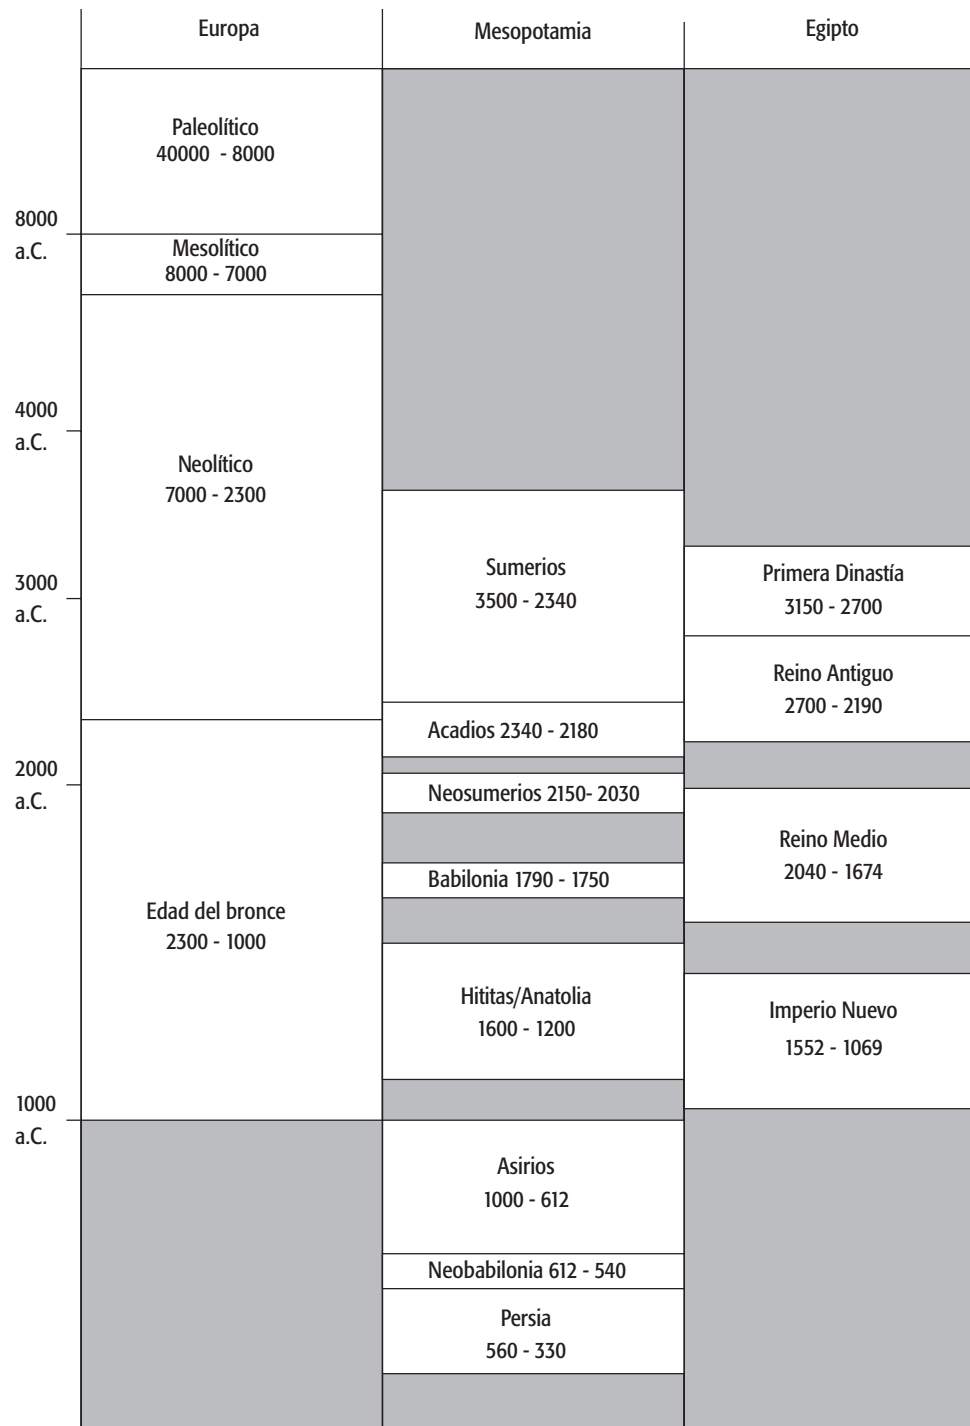 Europa
Mesopotamia
Egipto
Paleolítico
40000 - 8000
8000
a.C.
Mesolítico
8000 - 7000
4000
a.C.
Neolítico
7000 - 2300
3000
a.C.
Sumerios
3500 - 2340
Primera Dinastía
3150 - 2700
Reino Antiguo
2700 - 2190
Acadios 2340 - 2180
2000
a.C.
Neosumerios 2150- 2030
Reino Medio
2040 - 1674
Babilonia 1790 - 1750
Edad del bronce
2300 - 1000
Hititas/Anatolia
1600 - 1200
Imperio Nuevo
1552 - 1069
1000
a.C.
Asirios
1000 - 612
Neobabilonia 612 - 540
Persia
560 - 330